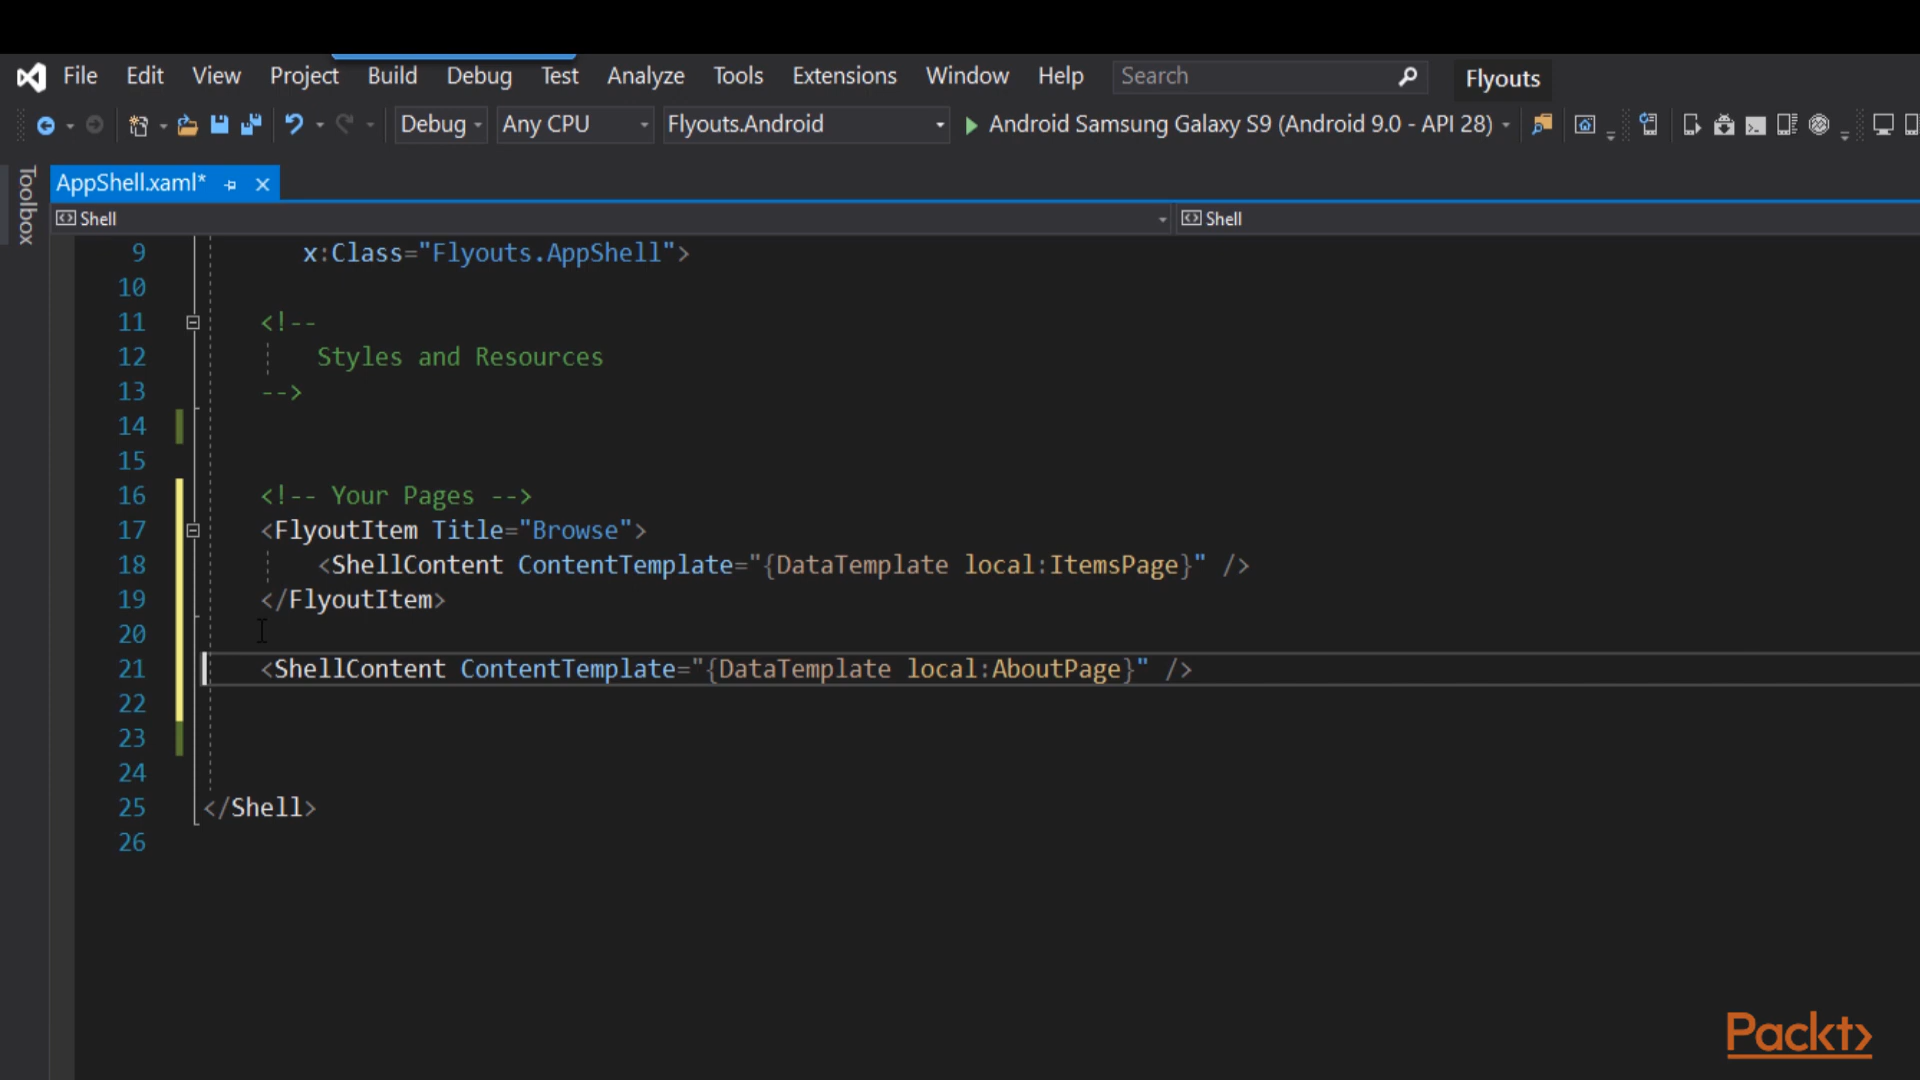 File Edit View Project Build Debug Test Analyze Tools Extensions Window Help Search Flyouts
Debug Any CPU Flyouts.Android Android Samsung Galaxy S9 (Android 9.0 - API 28)
Toolbox
AppShell.xaml*
Shell Shell
9 x:Class="Flyouts.AppShell">
10
11 <!--
12 Styles and Resources
13 -->
14
15
16 <!-- Your Pages -->
17 <FlyoutItem Title="Browse">
18 <ShellContent ContentTemplate="{DataTemplate local:ItemsPage}" />
19 </FlyoutItem>
20
21 <ShellContent ContentTemplate="{DataTemplate local:AboutPage}" />
22
23
24
25 </Shell>
26
Packt>